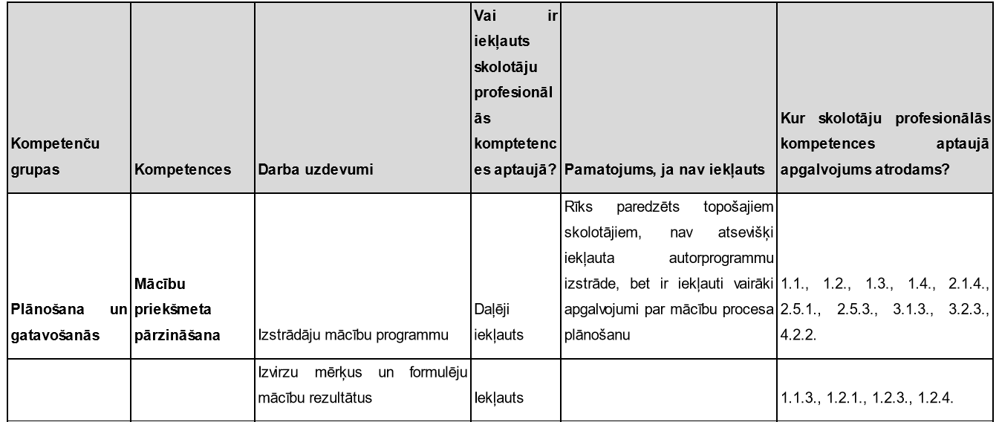 Kompetenču
grupas
Kompetences
Darba uzdevumi
Vai ir
iekļauts
skolotāju
profesionāl
ās
komptetenc
es aptaujā?
Pamatojums, ja nav iekļauts
Kur skolotāju profesionālās
kompetences aptaujā
apgalvojums atrodams?
Plānošana un
gatavošanās
Mācību
priekšmeta
pārzināšana
Izstrādāju mācību programmu
Daļēji
iekļauts
Rīks paredzēts topošajiem
skolotājiem, nav atsevišķi
iekļauta autorprogrammu
izstrāde, bet ir iekļauti vairāki
apgalvojumi par mācību procesa
plānošanu
1.1., 1.2., 1.3., 1.4., 2.1.4.,
2.5.1., 2.5.3., 3.1.3., 3.2.3.,
4.2.2.
Izvirzu mērķus un formulēju
mācību rezultātus
Iekļauts
1.1.3., 1.2.1., 1.2.3., 1.2.4.